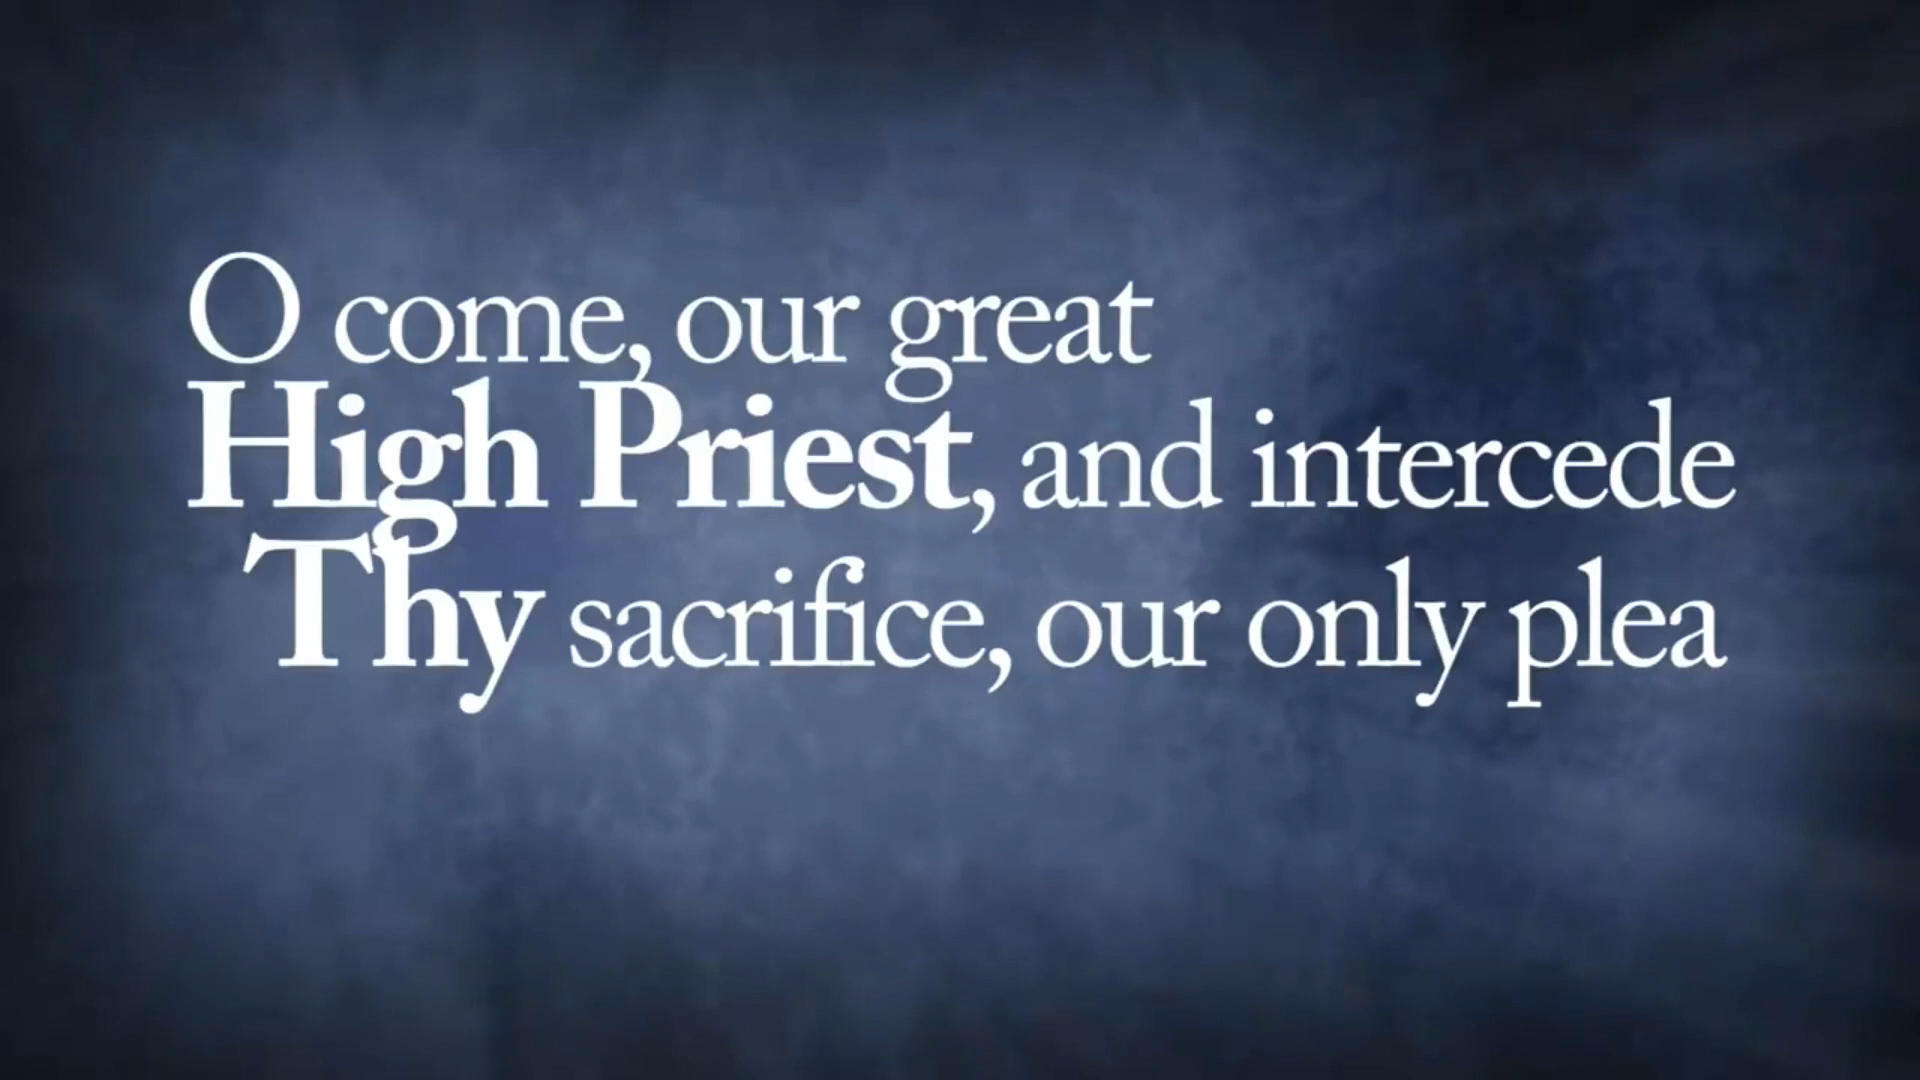 O come, our great
High Priest, and intercede
Thy sacrifice, our only plea